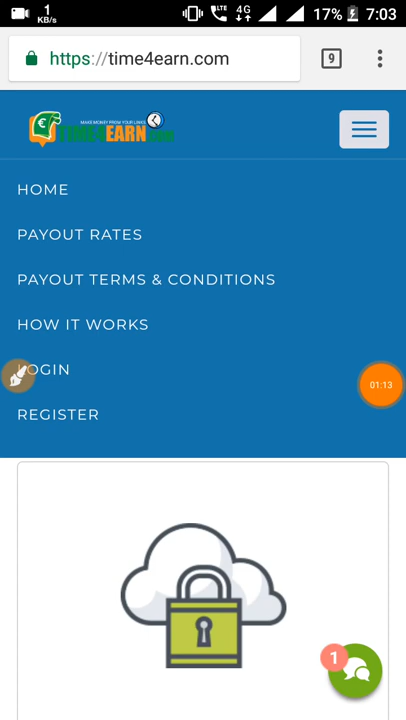 1
KB/s
LTE
4G
17%
7:03
https://time4earn.com
9
MAKE MONEY FROM YOUR LINKS
TIME4EARN.com
HOME
PAYOUT RATES
PAYOUT TERMS & CONDITIONS
HOW IT WORKS
LOGIN
01:13
REGISTER
1